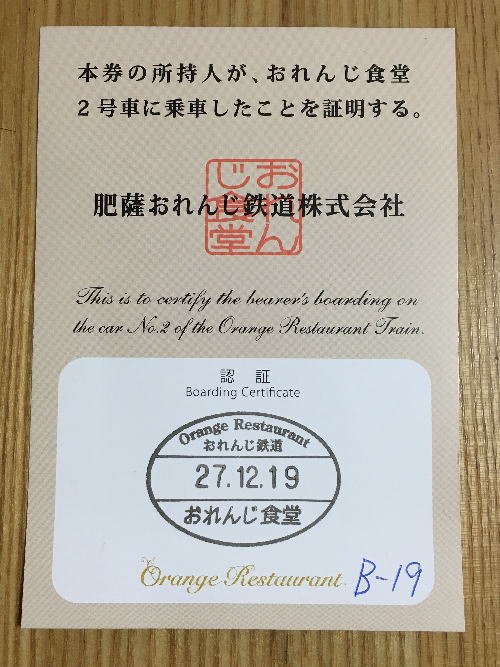 本券の所持人が、おれんじ食堂
2号車に乗車したことを証明する。
おれんじ食堂
肥薩おれんじ鉄道株式会社
This is to certify the bearer's boarding on
the car No.2 of the Orange Restaurant Train.
認 証
Boarding Certificate
Orange Restaurant
おれんじ鉄道
27.12.19
おれんじ食堂
Orange Restaurant
B-19